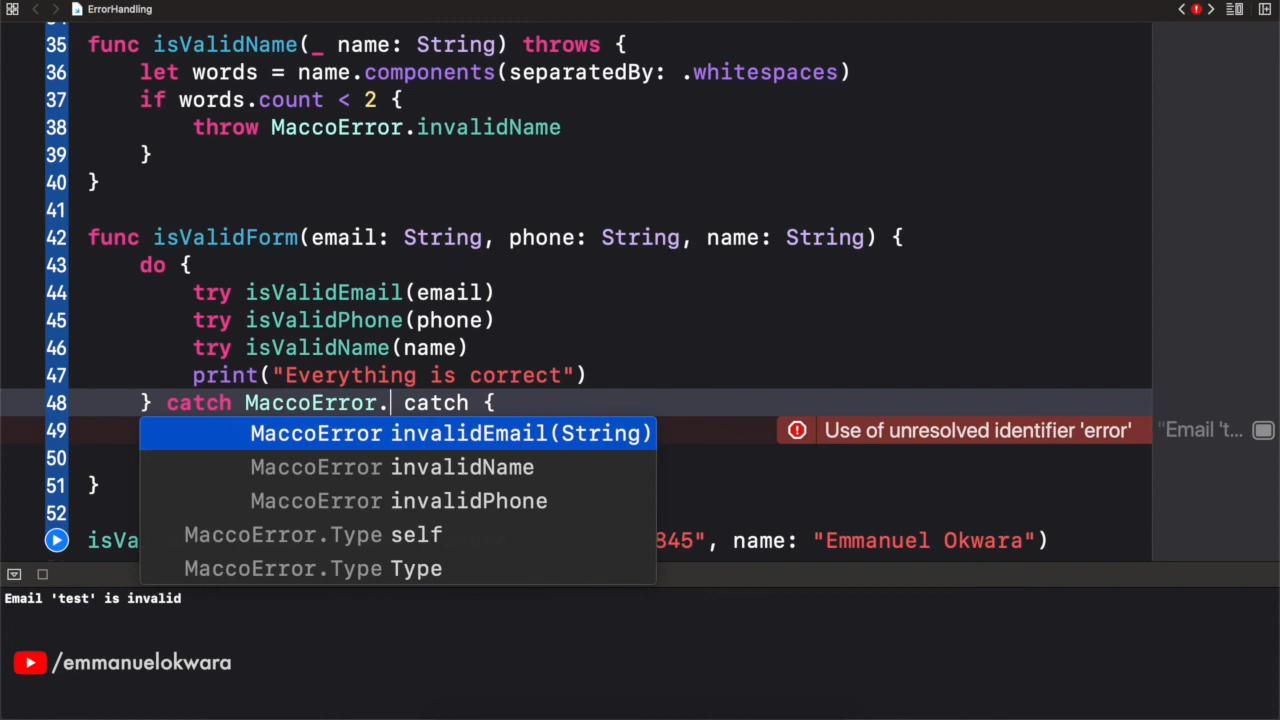 ErrorHandling
35 func isValidName(_ name: String) throws {
36 let words = name.components(separatedBy: .whitespaces)
37 if words.count < 2 {
38 throw MaccoError.invalidName
39 }
40 }
41
42 func isValidForm(email: String, phone: String, name: String) {
43 do {
44 try isValidEmail(email)
45 try isValidPhone(phone)
46 try isValidName(name)
47 print("Everything is correct")
48 } catch MaccoError. catch {
49 Use of unresolved identifier 'error' "Email 't...
50
51 }
52
MaccoError invalidEmail(String)
MaccoError invalidName
MaccoError invalidPhone
MaccoError.Type self
MaccoError.Type Type
isVa 845", name: "Emmanuel Okwara")
Email 'test' is invalid
/emmanuelokwara